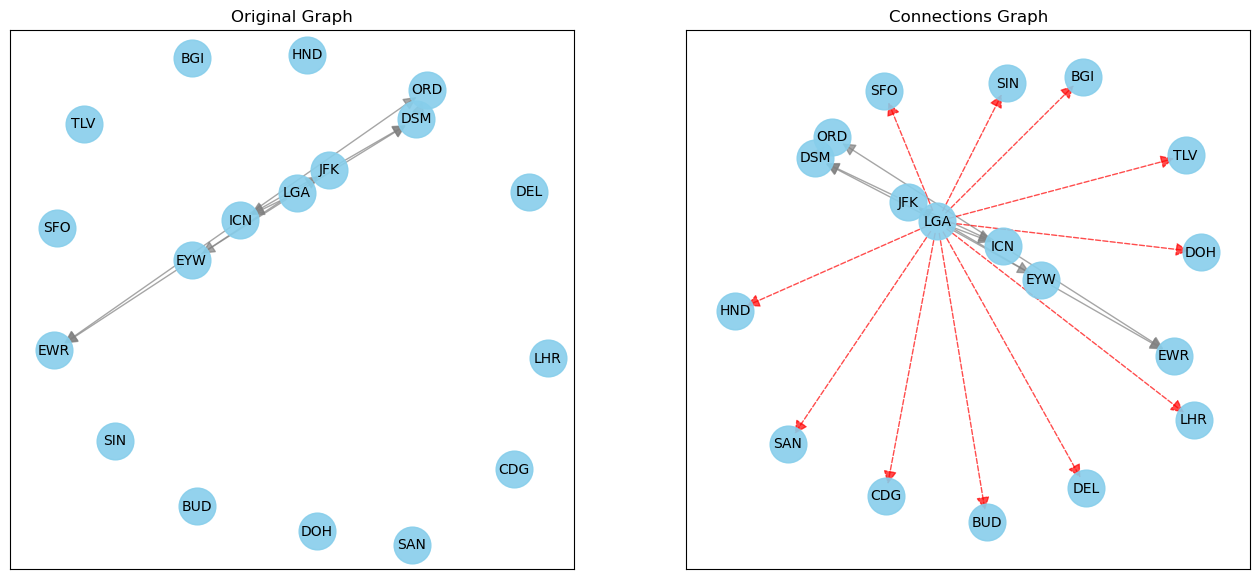 Original Graph
BGI
HND
ORD
DSM
TLV
JFK
LGA
DEL
ICN
SFO
EYW
EWR
LHR
SIN
CDG
BUD
DOH
SAN
Connections Graph
BGI
SIN
SFO
ORD
DSM
TLV
JFK
LGA
ICN
DOH
EYW
HND
EWR
LHR
SAN
DEL
CDG
BUD